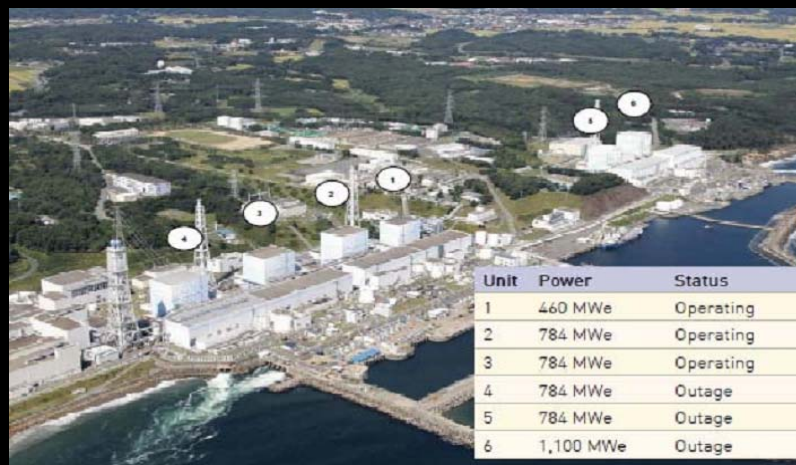 6
5
1
2
3
4
Unit Power Status
1 460 MWe Operating
2 784 MWe Operating
3 784 MWe Operating
4 784 MWe Outage
5 784 MWe Outage
6 1,100 MWe Outage